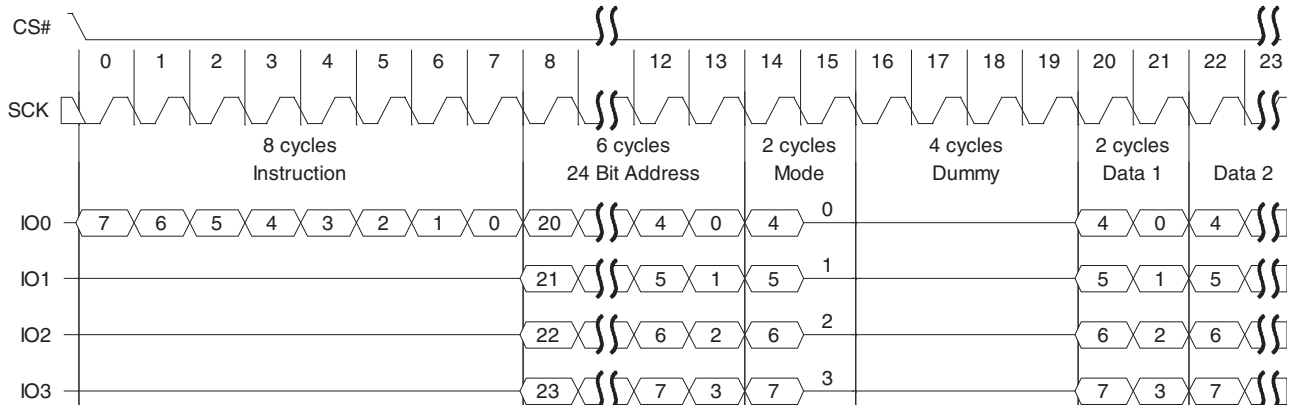 CS#
0 1 2 3 4 5 6 7 8 12 13 14 15 16 17 18 19 20 21 22 23
SCK
8 cycles 6 cycles 2 cycles 4 cycles 2 cycles
Instruction 24 Bit Address Mode Dummy Data 1 Data 2
IO0 7 6 5 4 3 2 1 0 20 4 0 4 0 4 0 4
IO1 21 5 1 5 1 5 1 5
IO2 22 6 2 6 2 6 2 6
IO3 23 7 3 7 3 7 3 7